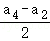 a₄ - a₂
2